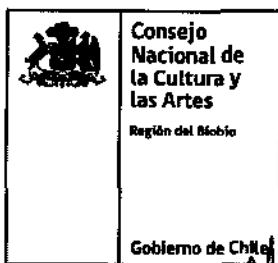 Consejo
Nacional de
la Cultura y
las Artes
Región del Biobío
Gobierno de Chile